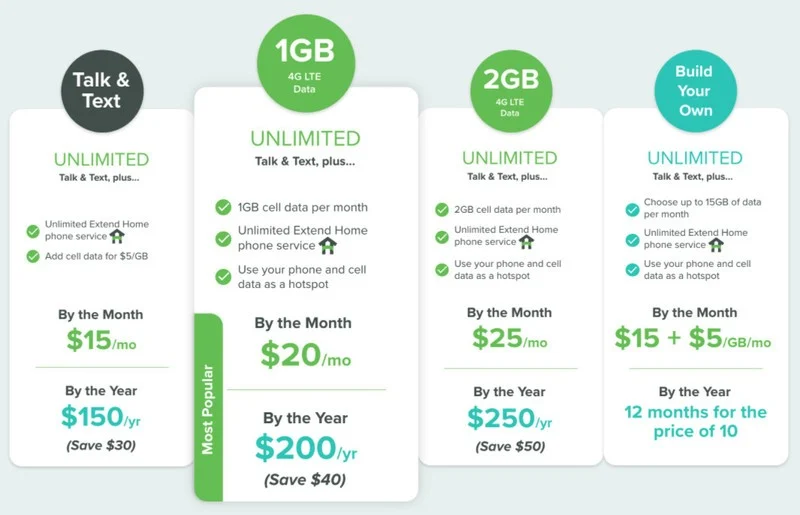 Talk &
Text
UNLIMITED
Talk & Text, plus...
Unlimited Extend Home
phone service
Add cell data for $5/GB
By the Month
$15/mo
By the Year
$150/yr
(Save $30)
1GB
4G LTE
Data
UNLIMITED
Talk & Text, plus...
1GB cell data per month
Unlimited Extend Home
phone service
Use your phone and cell
data as a hotspot
Most Popular
By the Month
$20/mo
By the Year
$200/yr
(Save $40)
2GB
4G LTE
Data
UNLIMITED
Talk & Text, plus...
2GB cell data per month
Unlimited Extend Home
phone service
Use your phone and cell
data as a hotspot
By the Month
$25/mo
By the Year
$250/yr
(Save $50)
Build
Your
Own
UNLIMITED
Talk & Text, plus...
Choose up to 15GB of data
per month
Unlimited Extend Home
phone service
Use your phone and cell
data as a hotspot
By the Month
$15 + $5/GB/mo
By the Year
12 months for the
price of 10